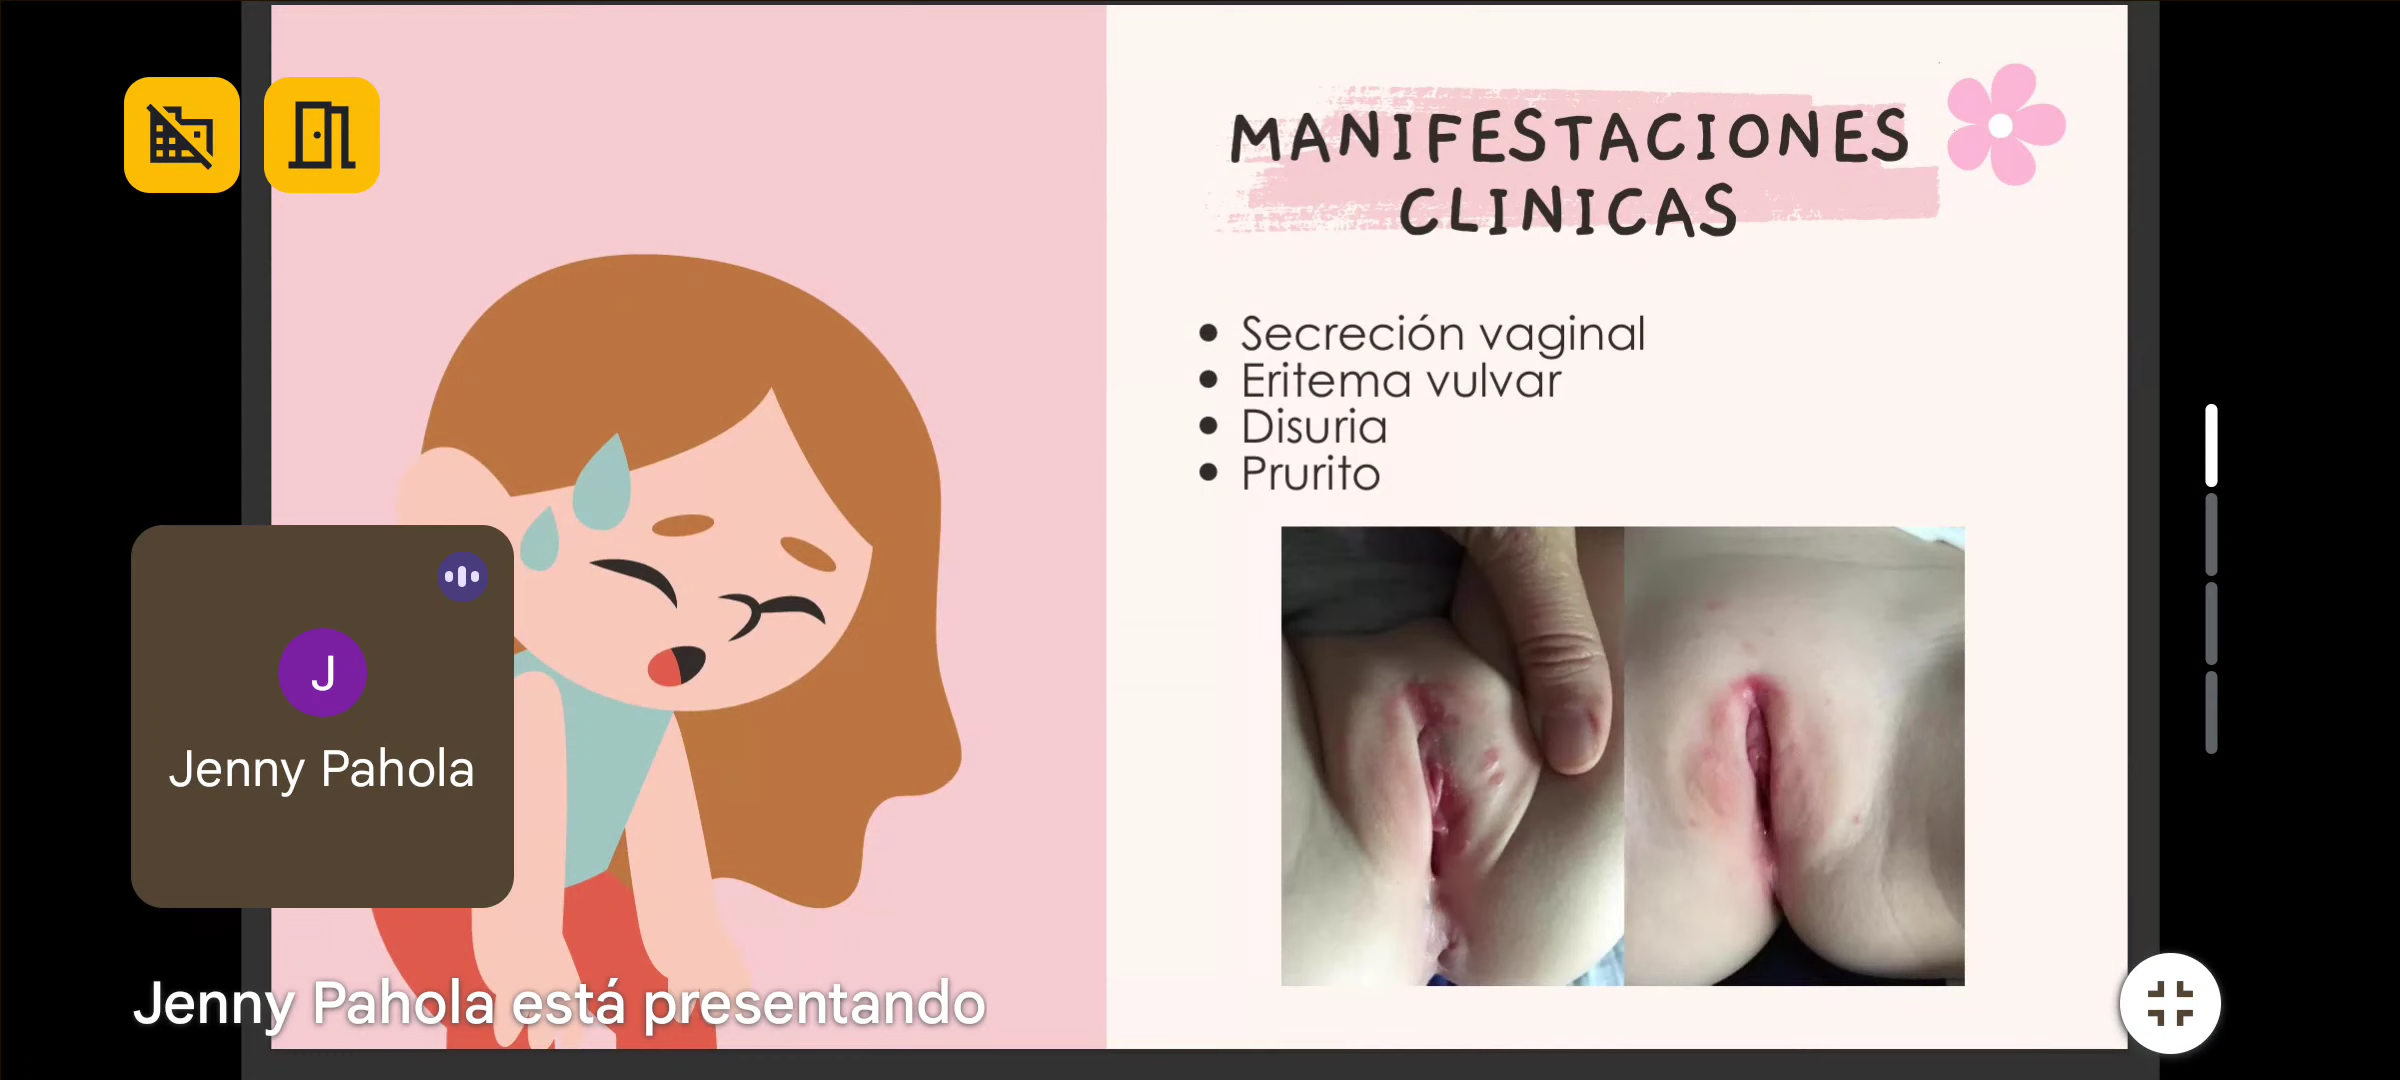 MANIFESTACIONES
CLINICAS
• Secreción vaginal
• Eritema vulvar
• Disuria
• Prurito
J
Jenny Pahola
Jenny Pahola está presentando